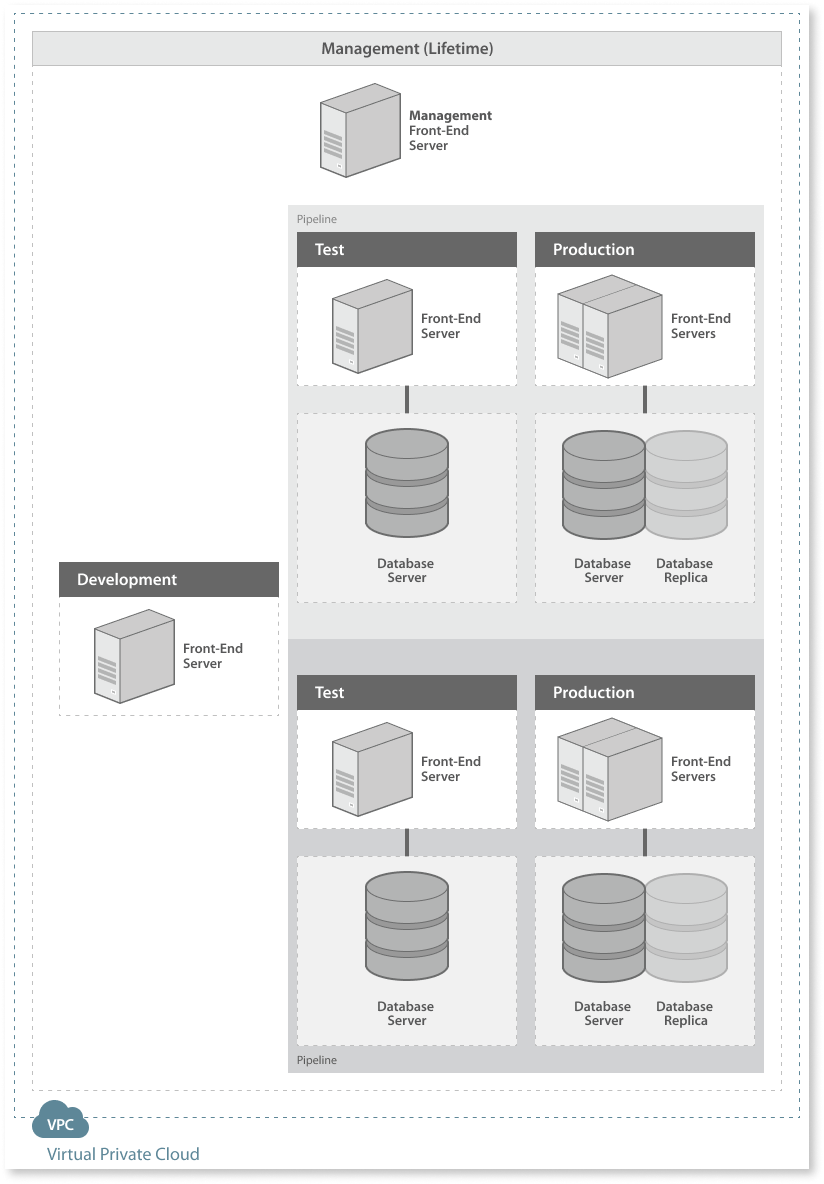 Management (Lifetime)
Management
Front-End
Server
Pipeline
Test
Production
Front-End
Server
Front-End
Servers
Database
Server
Database
Server
Database
Replica
Development
Front-End
Server
Test
Production
Front-End
Server
Front-End
Servers
Database
Server
Database
Server
Database
Replica
Pipeline
VPC
Virtual Private Cloud